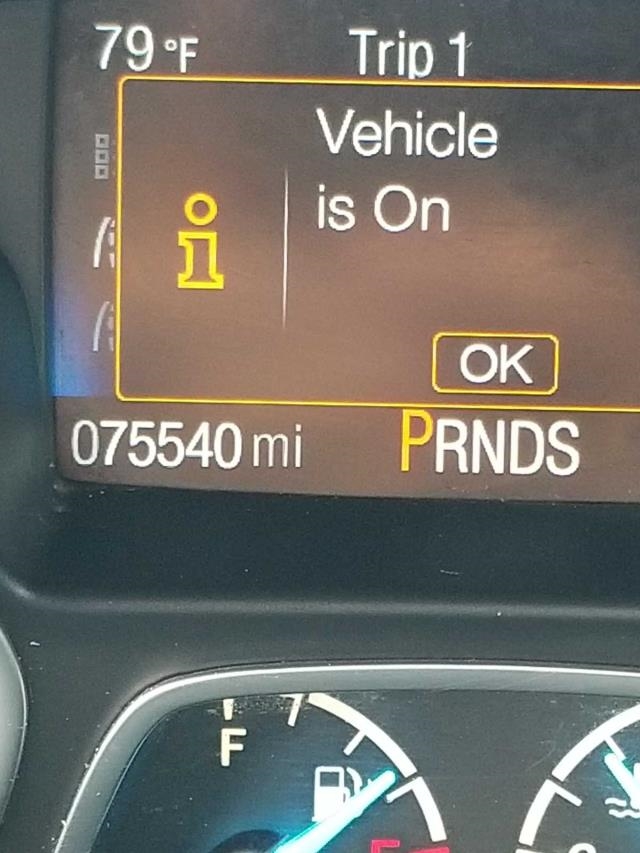 79 °F Trip 1
Vehicle
is On
OK
075540 mi PRNDS
F